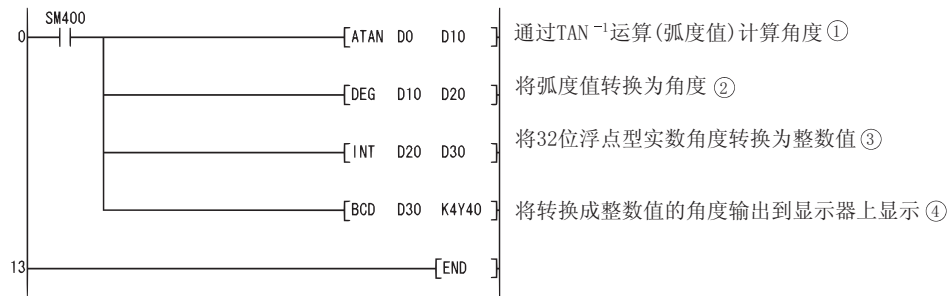 SM400
0 [ATAN D0 D10 ] 通过TAN⁻¹运算(弧度值)计算角度①
[DEG D10 D20 ] 将弧度值转换为角度②
[INT D20 D30 ] 将32位浮点型实数角度转换为整数值③
[BCD D30 K4Y40 ] 将转换成整数值的角度输出到显示器上显示④
13 [END ]